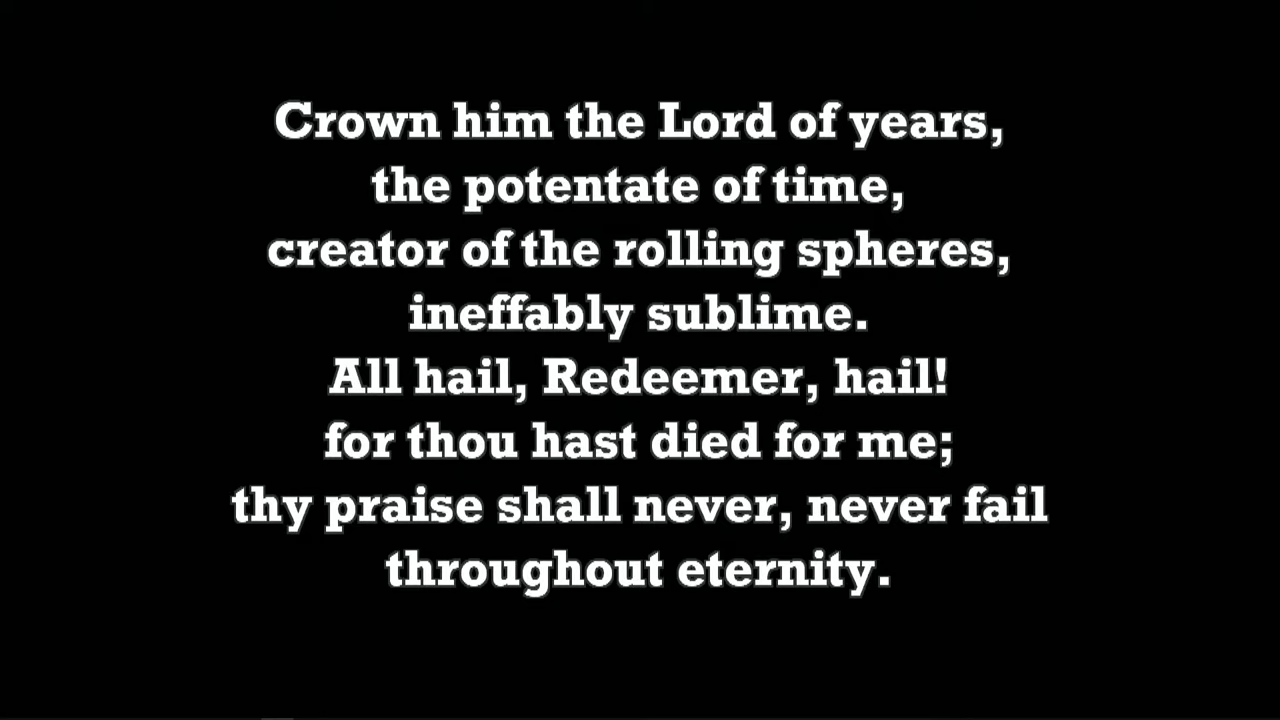 Crown him the Lord of years,
the potentate of time,
creator of the rolling spheres,
ineffably sublime.
All hail, Redeemer, hail!
for thou hast died for me;
thy praise shall never, never fail
throughout eternity.